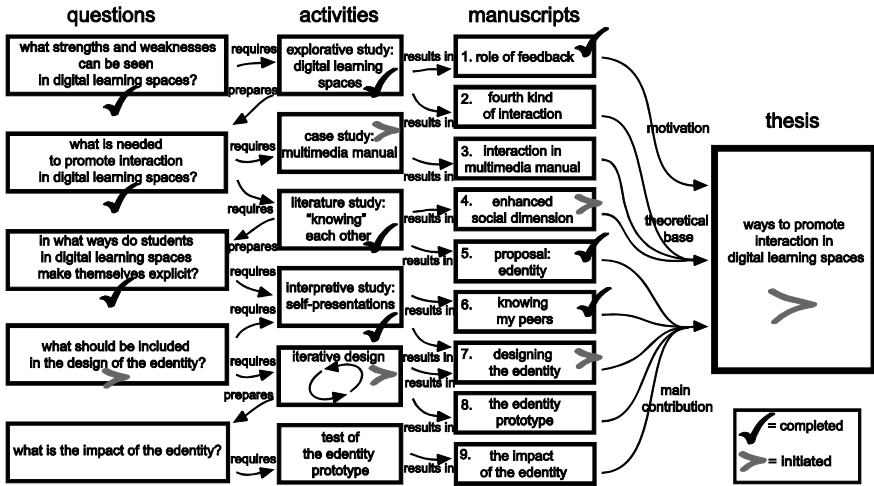 questions
activities
manuscripts
thesis
what strengths and weaknesses
can be seen
in digital learning spaces?
requires
explorative study:
digital learning
spaces
results in
1. role of feedback
prepares
results in
2. fourth kind
of interaction
motivation
what is needed
to promote interaction
in digital learning spaces?
requires
case study:
multimedia manual
results in
3. interaction in
multimedia manual
requires
literature study:
"knowing"
each other
results in
4. enhanced
social dimension
theoretical
base
ways to promote
interaction in
digital learning spaces
in what ways do students
in digital learning spaces
make themselves explicit?
prepares
results in
5. proposal:
edentity
requires
interpretive study:
self-presentations
results in
6. knowing
my peers
requires
what should be included
in the design of the edentity?
requires
iterative design
results in
results in
7. designing
the edentity
prepares
results in
8. the edentity
prototype
main
contribution
what is the impact of the edentity?
requires
test of
the edentity
prototype
results in
9. the impact
of the edentity
= completed
= initiated